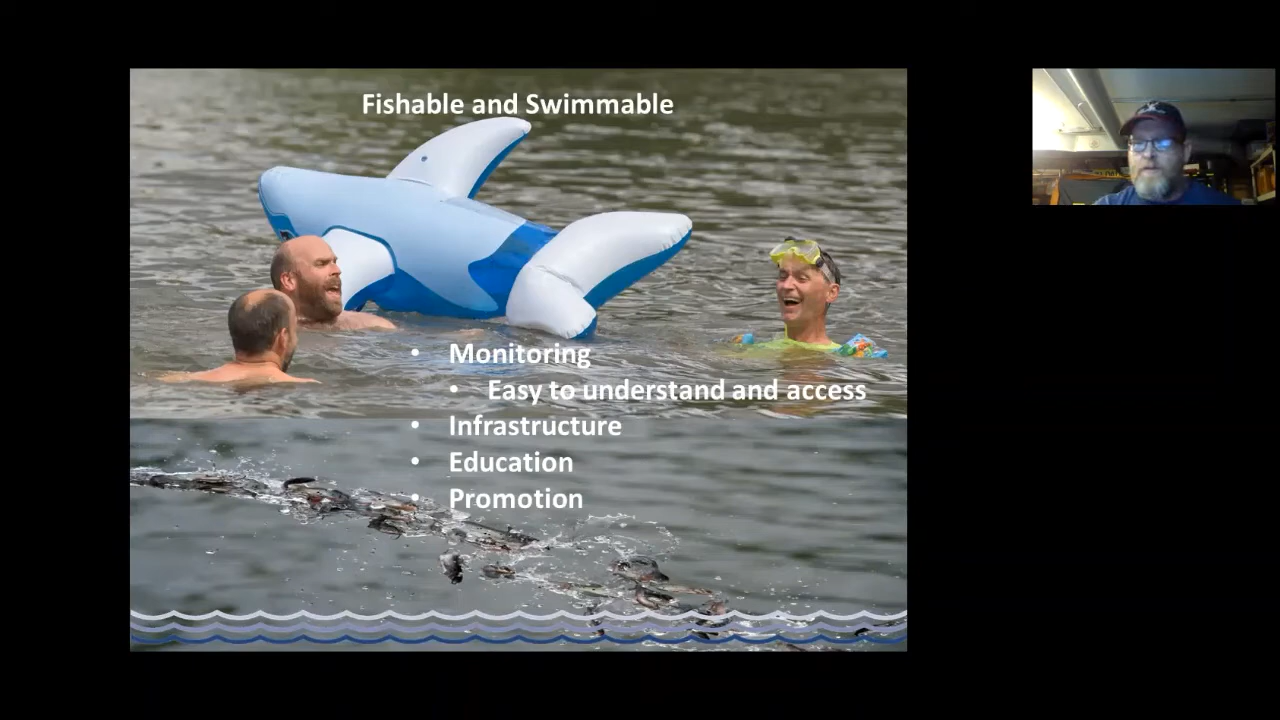 Fishable and Swimmable
• Monitoring
• Easy to understand and access
• Infrastructure
• Education
• Promotion